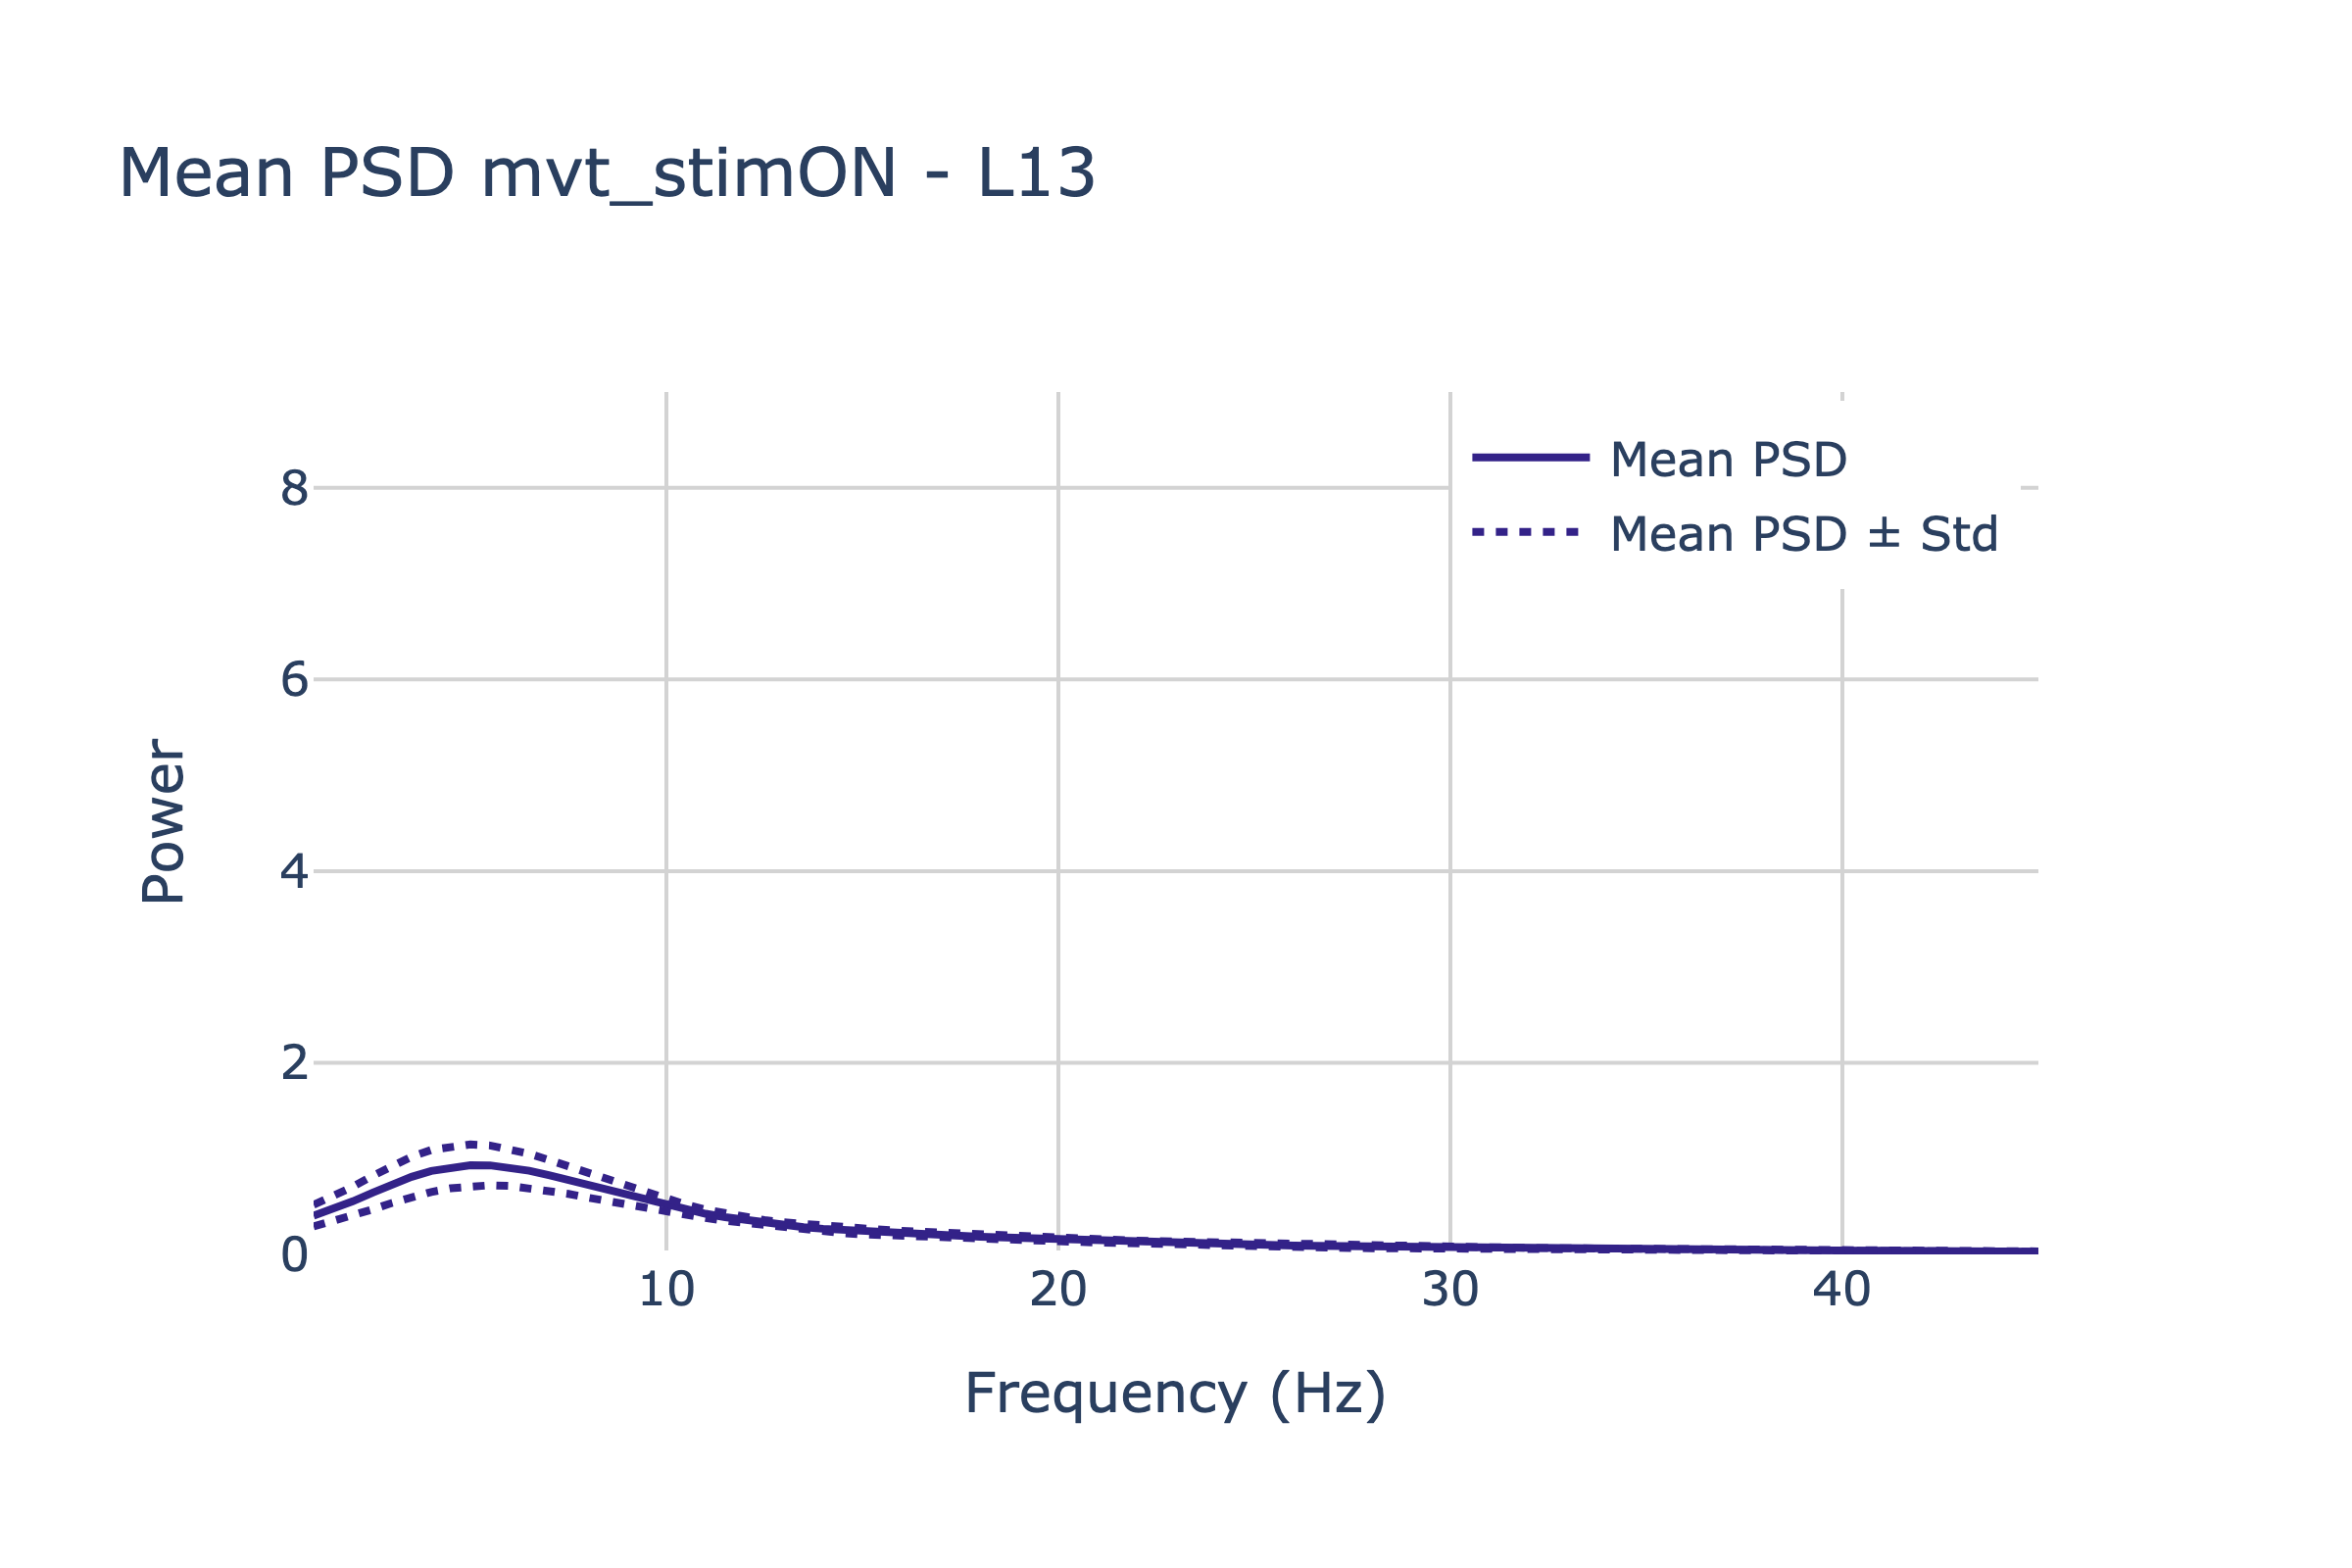 Mean PSD mvt_stimON - L13
Mean PSD
Mean PSD ± Std
8
6
4
2
0
Power
10 20 30 40
Frequency (Hz)